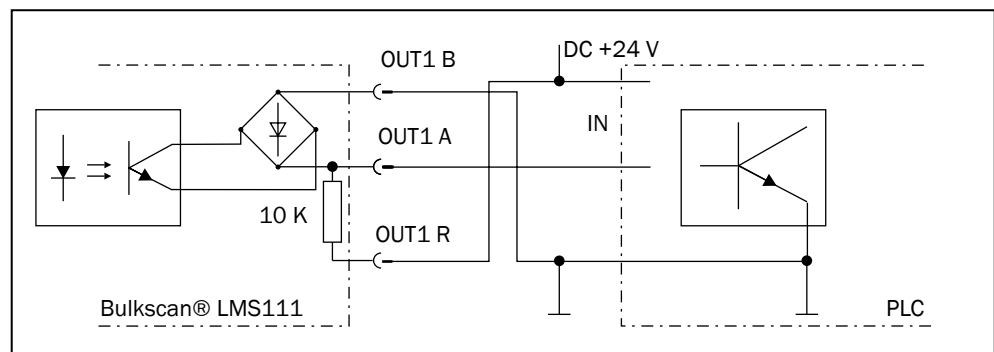 OUT1 B
DC +24 V
IN
OUT1 A
10 K
OUT1 R
Bulkscan® LMS111
PLC